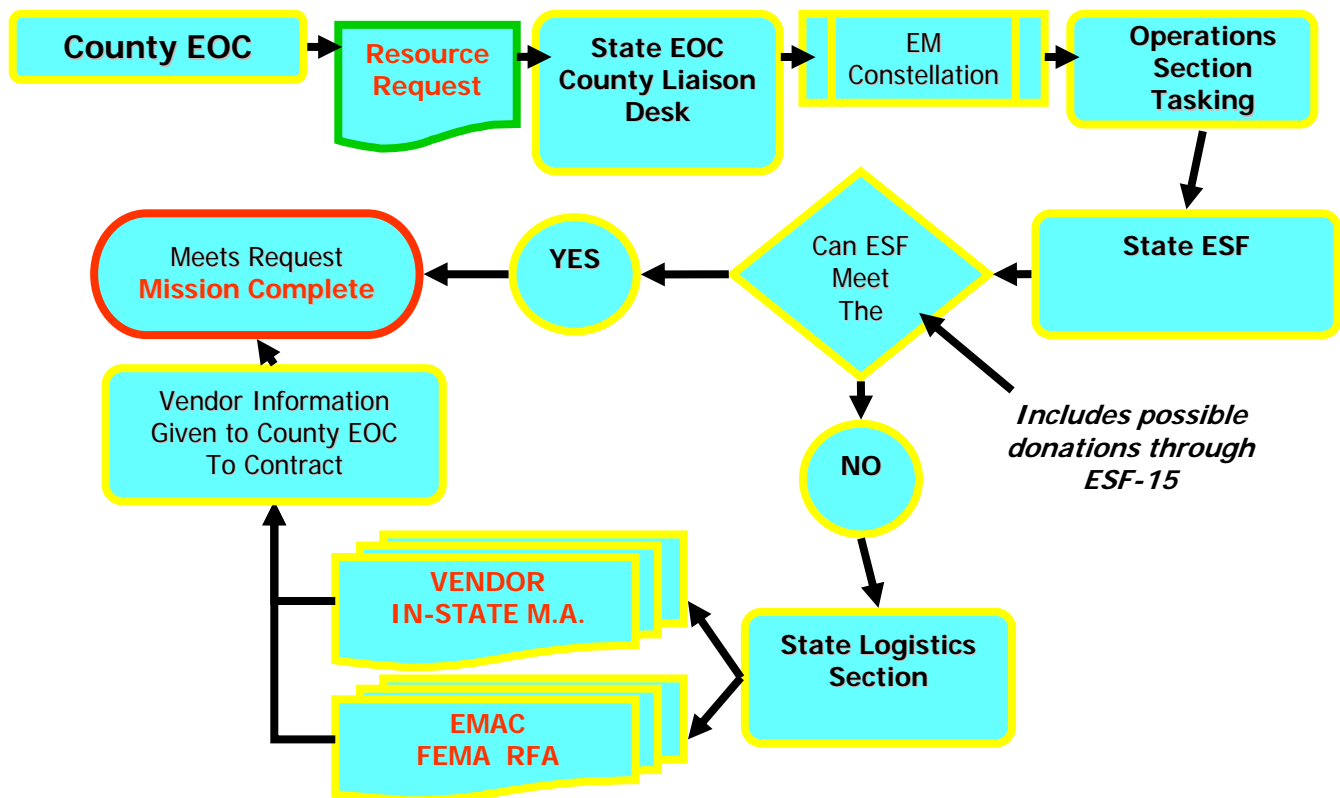 County EOC
Resource
Request
State EOC
County Liaison
Desk
EM
Constellation
Operations
Section
Tasking
State ESF
Can ESF
Meet
The
YES
Meets Request
Mission Complete
Includes possible
donations through
ESF-15
NO
Vendor Information
Given to County EOC
To Contract
VENDOR
IN-STATE M.A.
State Logistics
Section
EMAC
FEMA RFA